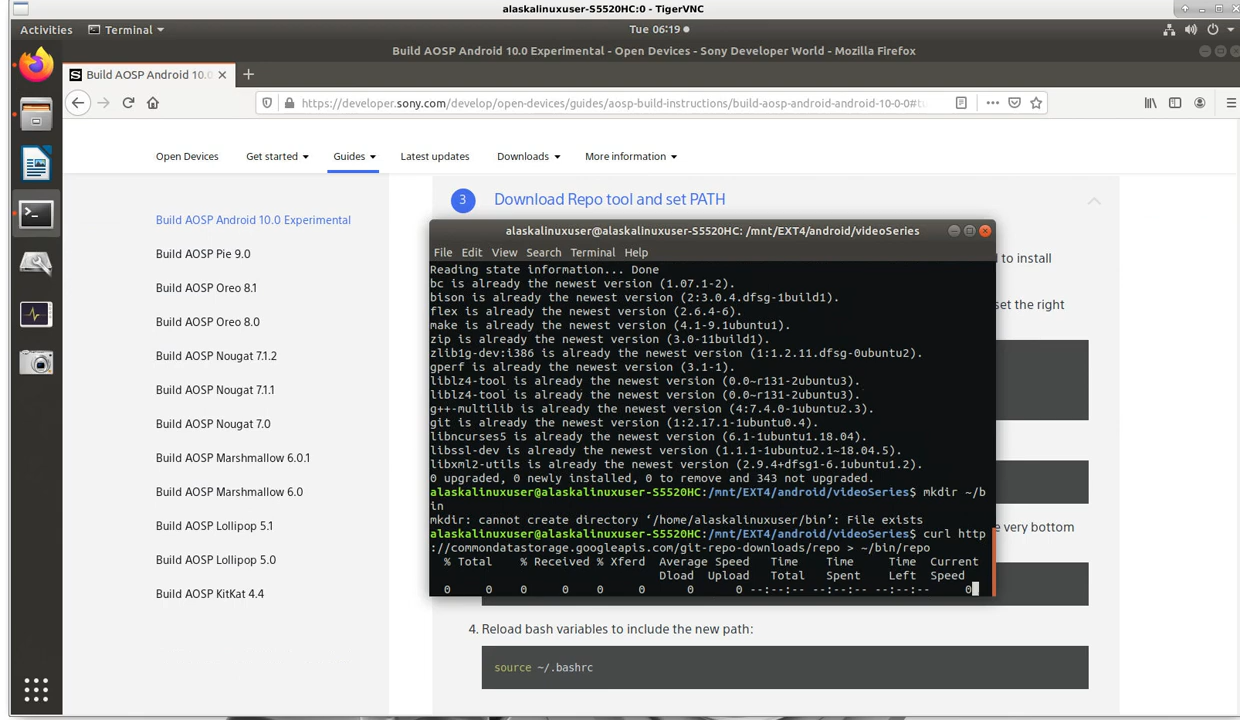 alaskalinuxuser-S5520HC:0 - TigerVNC
Activities
Terminal
Tue 06:19
Build AOSP Android 10.0 Experimental - Open Devices - Sony Developer World - Mozilla Firefox
Build AOSP Android 10.0
https://developer.sony.com/develop/open-devices/guides/aosp-build-instructions/build-aosp-android-android-10-0-0#tu
Open Devices
Get started
Guides
Latest updates
Downloads
More information
Build AOSP Android 10.0 Experimental
Build AOSP Pie 9.0
Build AOSP Oreo 8.1
Build AOSP Oreo 8.0
Build AOSP Nougat 7.1.2
Build AOSP Nougat 7.1.1
Build AOSP Nougat 7.0
Build AOSP Marshmallow 6.0.1
Build AOSP Marshmallow 6.0
Build AOSP Lollipop 5.1
Build AOSP Lollipop 5.0
Build AOSP KitKat 4.4
3 Download Repo tool and set PATH
to install
set the right
e very bottom
alaskalinuxuser@alaskalinuxuser-S5520HC: /mnt/EXT4/android/videoSeries
File Edit View Search Terminal Help
Reading state information... Done
bc is already the newest version (1.07.1-2).
bison is already the newest version (2:3.0.4.dfsg-1build1).
flex is already the newest version (2.6.4-6).
make is already the newest version (4.1-9.1ubuntu1).
zip is already the newest version (3.0-11build1).
zlib1g-dev:i386 is already the newest version (1:1.2.11.dfsg-0ubuntu2).
gperf is already the newest version (3.1-1).
liblz4-tool is already the newest version (0.0~r131-2ubuntu3).
liblz4-tool is already the newest version (0.0~r131-2ubuntu3).
g++-multilib is already the newest version (4:7.4.0-1ubuntu2.3).
git is already the newest version (1:2.17.1-1ubuntu0.4).
libncurses5 is already the newest version (6.1-1ubuntu1.18.04).
libssl-dev is already the newest version (1.1.1-1ubuntu2.1~18.04.5).
libxml2-utils is already the newest version (2.9.4+dfsg1-6.1ubuntu1.2).
0 upgraded, 0 newly installed, 0 to remove and 343 not upgraded.
alaskalinuxuser@alaskalinuxuser-S5520HC:/mnt/EXT4/android/videoSeries$ mkdir ~/b
in
mkdir: cannot create directory ‘/home/alaskalinuxuser/bin’: File exists
alaskalinuxuser@alaskalinuxuser-S5520HC:/mnt/EXT4/android/videoSeries$ curl http
://commondatastorage.googleapis.com/git-repo-downloads/repo > ~/bin/repo
% Total % Received % Xferd Average Speed Time Time Time Current
Dload Upload Total Spent Left Speed
0 0 0 0 0 0 0 0 --:--:-- --:--:-- --:--:-- 0
4. Reload bash variables to include the new path:
source ~/.bashrc